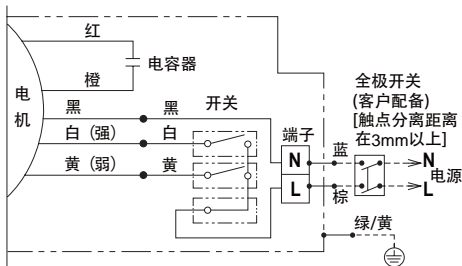 红
电容器
橙
电机
黑
黑
开关
白（强）
白
黄（弱）
黄
端子
N
L
蓝
棕
全极开关
(客户配备)
[触点分离距离
在3mm以上]
N
电源
L
绿/黄